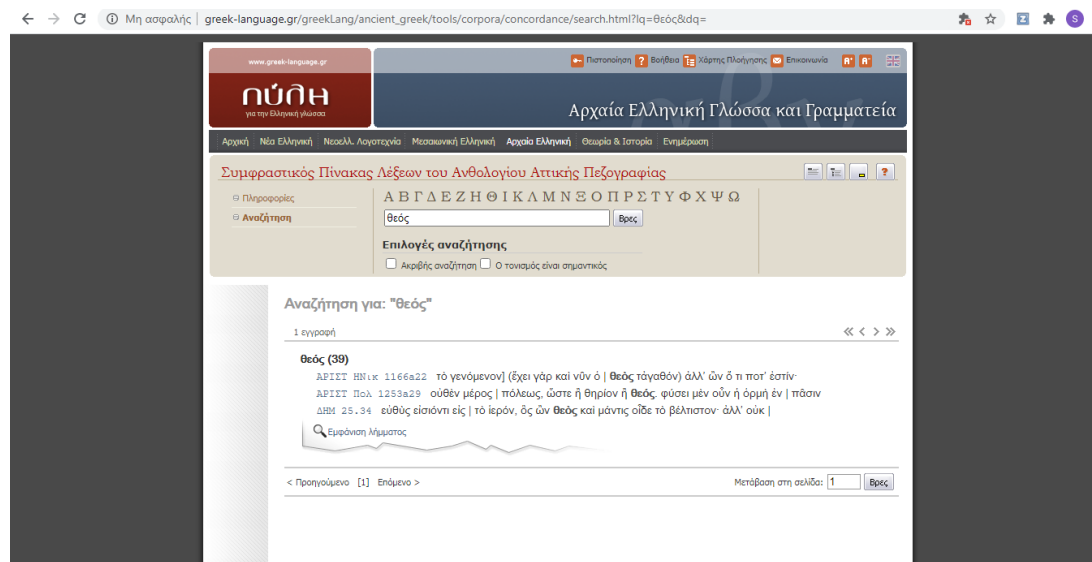 Μη ασφαλής | greek-language.gr/greekLang/ancient_greek/tools/corpora/concordance/search.html?lq=θεός&dq=
S
www.greek-language.gr
Πιστοποίηση ? Βοήθεια Χάρτης Πλοήγησης Επικοινωνία
πύλη
για την Ελληνική γλώσσα
Αρχαία Ελληνική Γλώσσα και Γραμματεία
Αρχική Νέα Ελληνική Νεοελλ. Λογοτεχνία Μεσαιωνική Ελληνική Αρχαία Ελληνική Θεωρία & Ιστορία Ενημέρωση
Συμφραστικός Πίνακας Λέξεων του Ανθολογίου Αττικής Πεζογραφίας
?
Πληροφορίες
Αναζήτηση
Α Β Γ Δ Ε Ζ Η Θ Ι Κ Λ Μ Ν Ξ Ο Π Ρ Σ Τ Υ Φ Χ Ψ Ω
θεός Βρες
Επιλογές αναζήτησης
Ακριβής αναζήτηση Ο τονισμός είναι σημαντικός
Αναζήτηση για: "θεός"
1 εγγραφή
θεός (39)
ΑΡΙΣΤ ΗΝικ 1166a22 τὸ γενόμενον] (ἔχει γὰρ καὶ νῦν ὁ | θεὸς τἀγαθόν) ἀλλ' ὢν ὅ τι ποτ' ἐστίν·
ΑΡΙΣΤ Πολ 1253a29 οὐθὲν μέρος | πόλεως, ὥστε ἢ θηρίον ἢ θεός. φύσει μὲν οὖν ἡ ὁρμὴ ἐν | πᾶσιν
ΔΗΜ 25.34 εὐθὺς εἰσιόντι εἰς | τὸ ἱερόν, ὃς ὢν θεὸς καὶ μάντις οἶδε τὸ βέλτιστον· ἀλλ' οὐκ |
Εμφάνιση λήμματος
< Προηγούμενο [1] Επόμενο >
Μετάβαση στη σελίδα: 1 Βρες